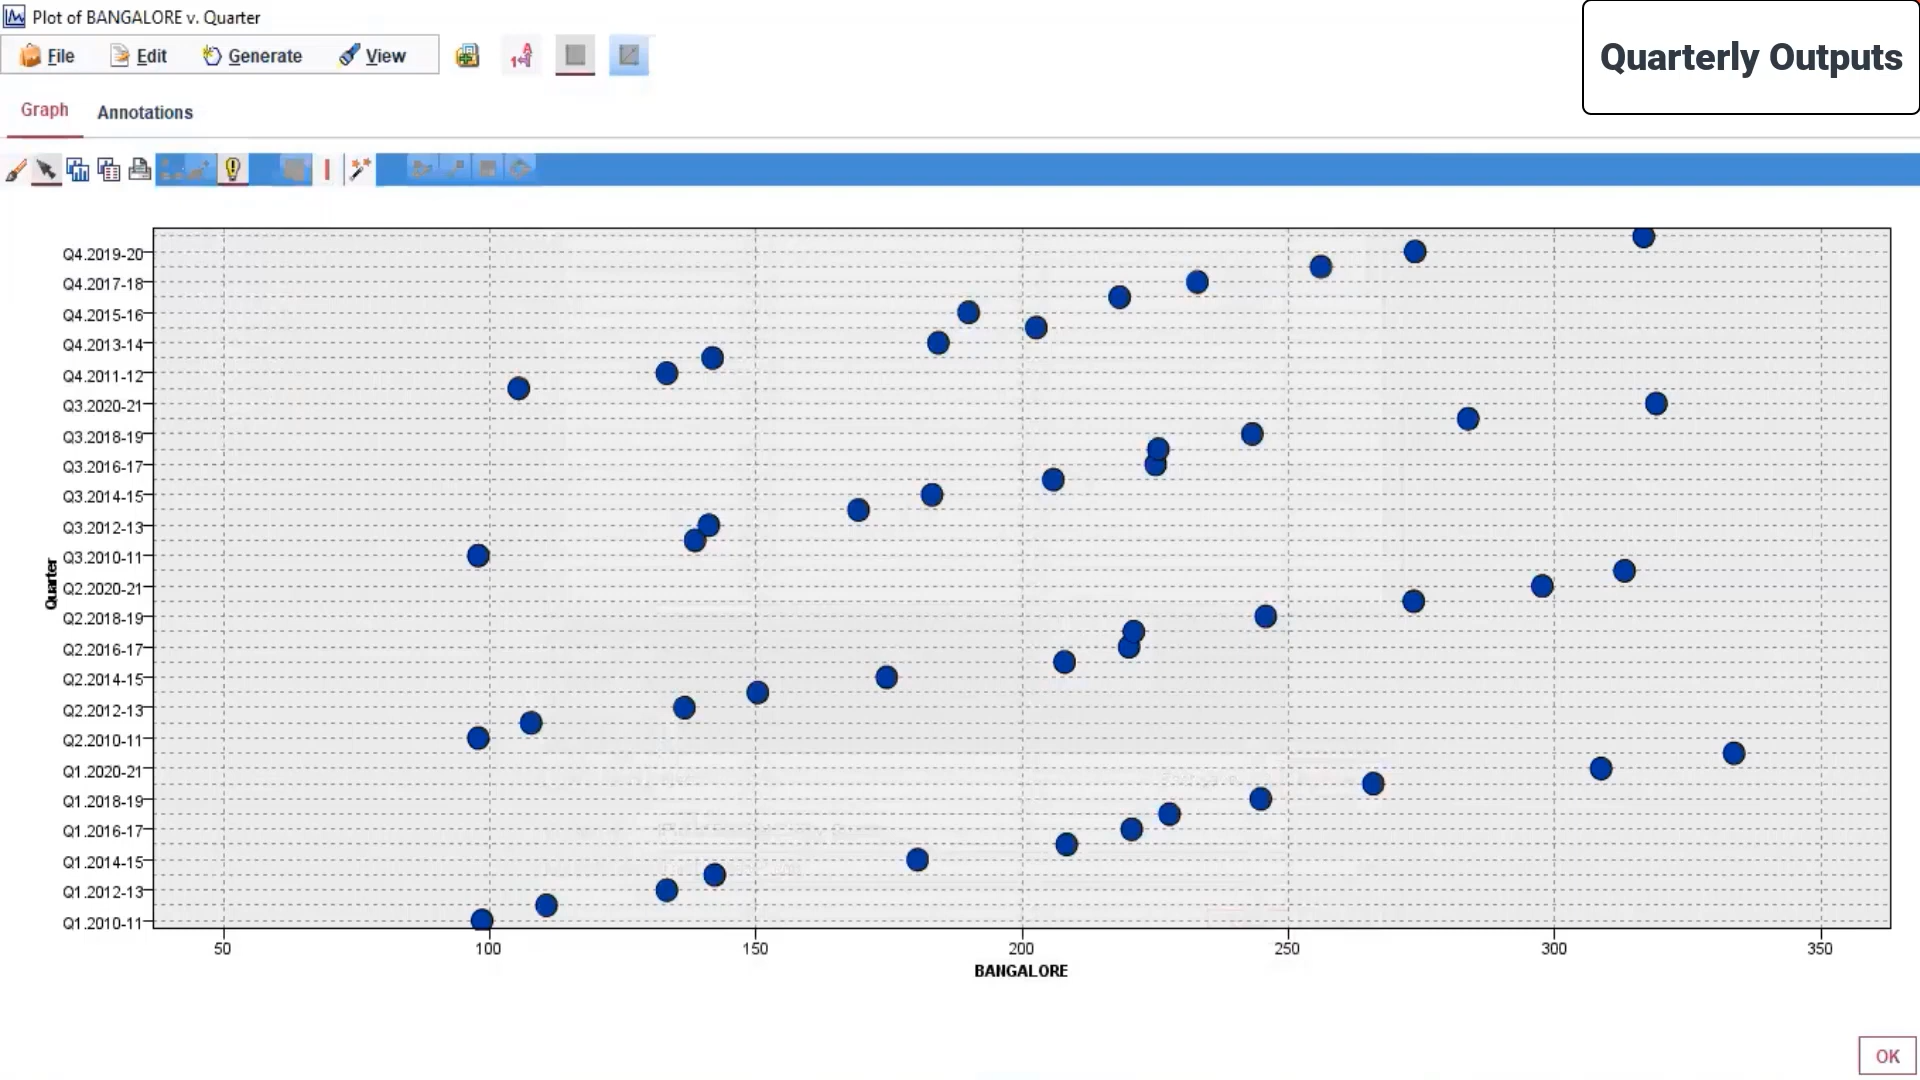 Plot of BANGALORE v. Quarter
File Edit Generate View
Quarterly Outputs
Graph Annotations
Q4.2019-20
Q4.2017-18
Q4.2015-16
Q4.2013-14
Q4.2011-12
Q3.2020-21
Q3.2018-19
Q3.2016-17
Q3.2014-15
Q3.2012-13
Q3.2010-11
Q2.2020-21
Q2.2018-19
Q2.2016-17
Q2.2014-15
Q2.2012-13
Q2.2010-11
Q1.2020-21
Q1.2018-19
Q1.2016-17
Q1.2014-15
Q1.2012-13
Q1.2010-11
Quarter
50 100 150 200 250 300 350
BANGALORE
OK